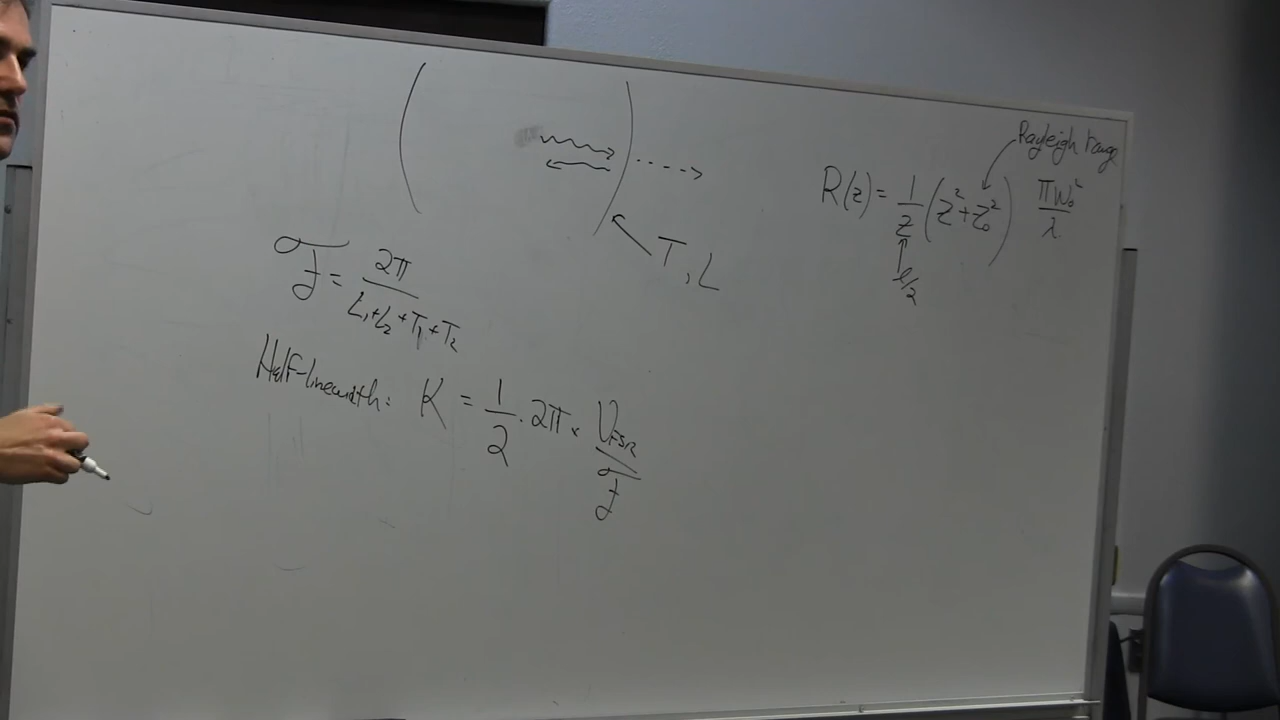 T, L
ℱ = 2π / (L₁+L₂+T₁+T₂)
Half-linewidth: K = 1/2 · 2π × ν_FSR / ℱ
Rayleigh range
R(z) = 1/z (z² + z₀²) πW₀²/λ
l/2